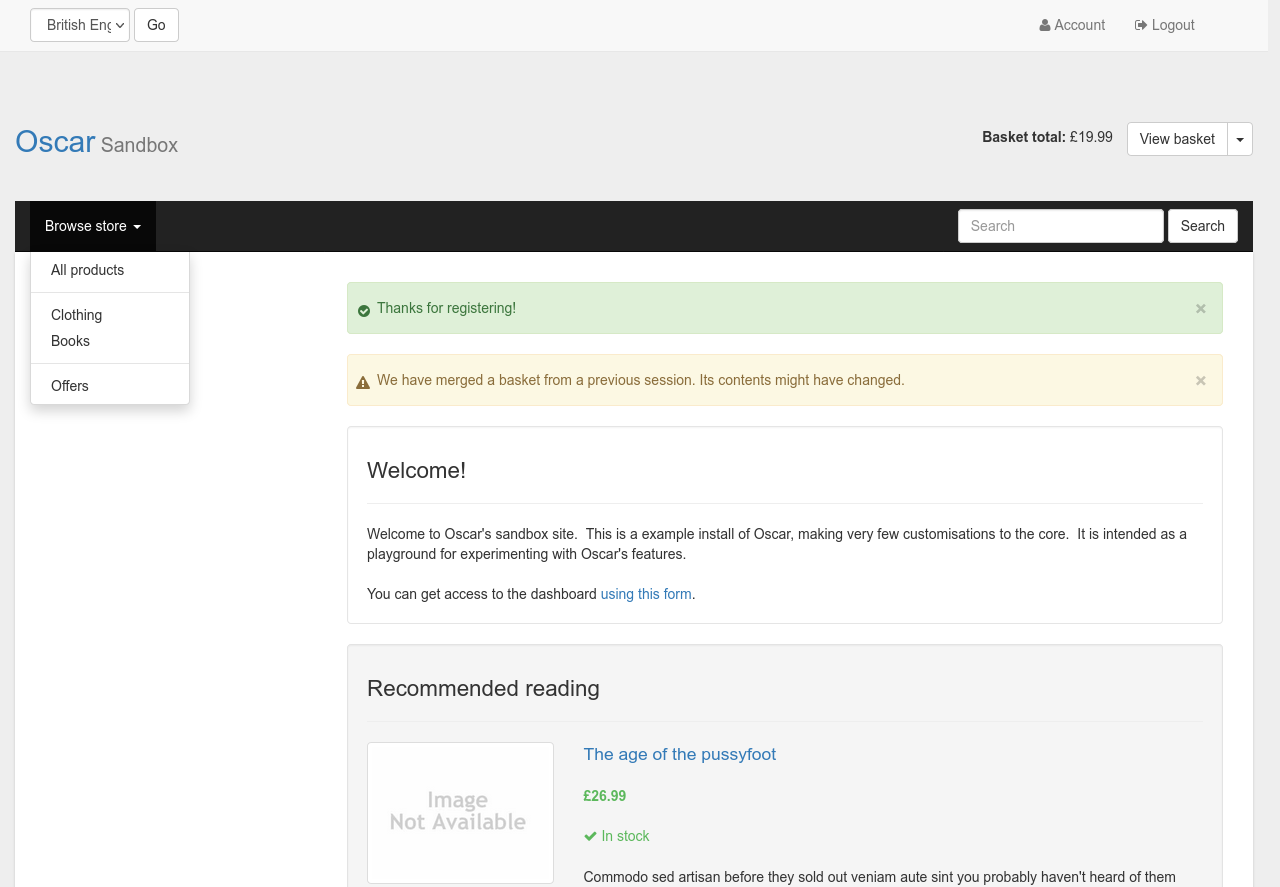 British Eng
Go
Account
Logout
Oscar Sandbox
Basket total: £19.99
View basket
Browse store
Search
Search
All products
Clothing
Books
Offers
Thanks for registering!
×
We have merged a basket from a previous session. Its contents might have changed.
×
Welcome!
Welcome to Oscar's sandbox site.  This is a example install of Oscar, making very few customisations to the core.  It is intended as a
playground for experimenting with Oscar's features.
You can get access to the dashboard using this form.
Recommended reading
Image
Not Available
The age of the pussyfoot
£26.99
In stock
Commodo sed artisan before they sold out veniam aute sint you probably haven't heard of them